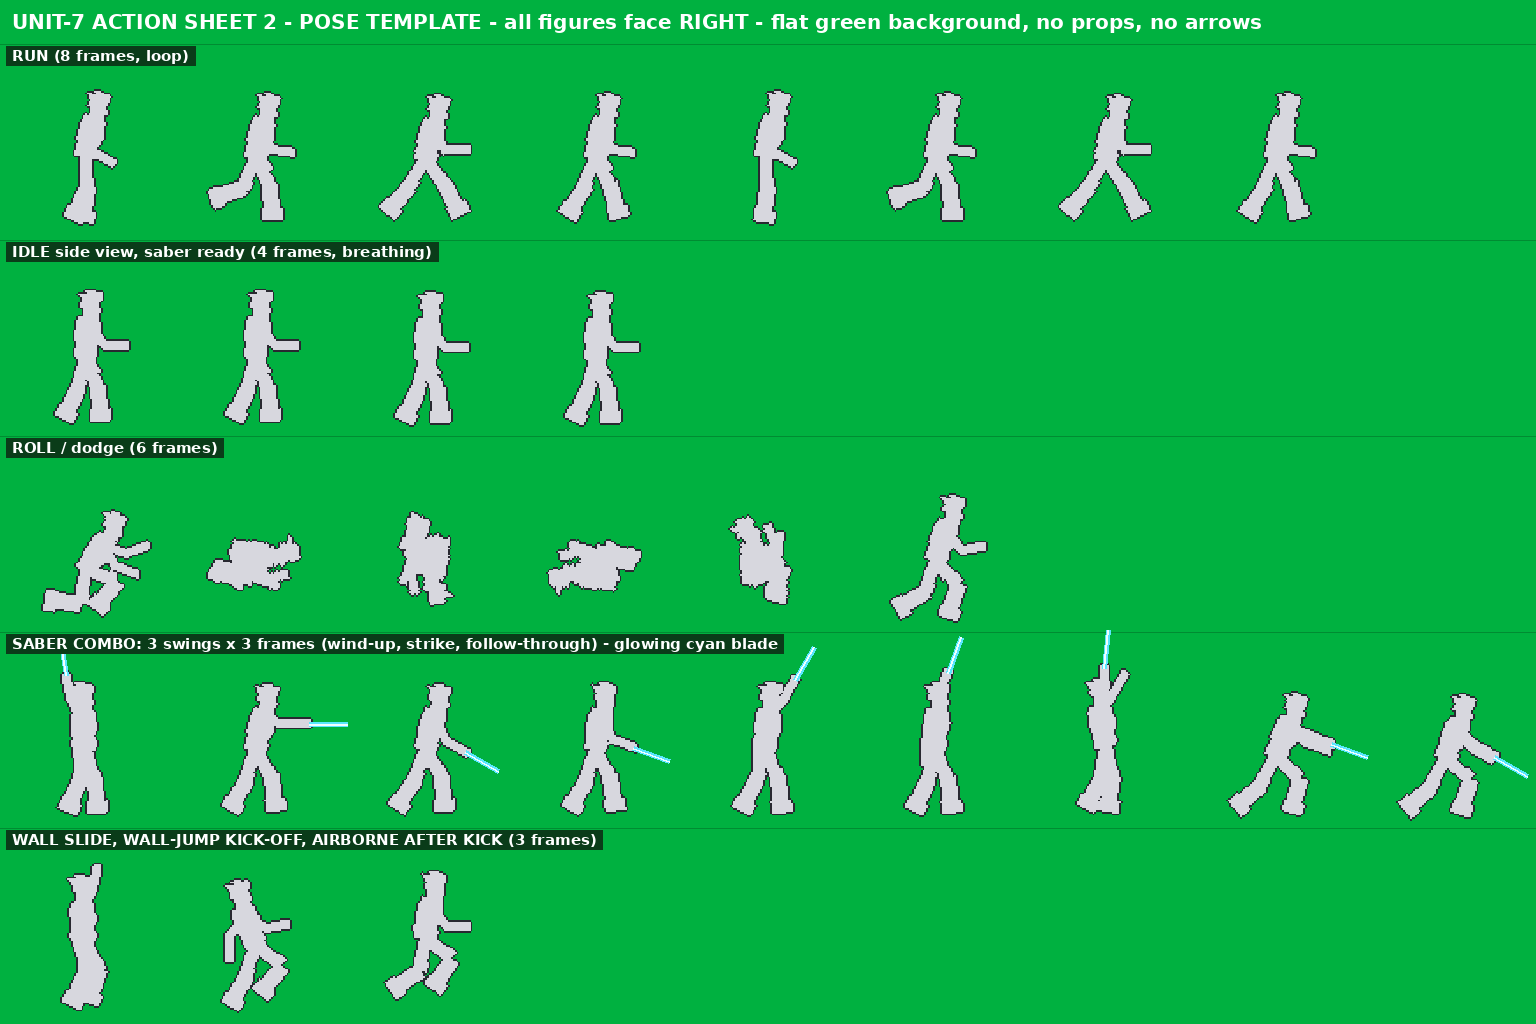 UNIT-7 ACTION SHEET 2 - POSE TEMPLATE - all figures face RIGHT - flat green background, no props, no arrows
RUN (8 frames, loop)
IDLE side view, saber ready (4 frames, breathing)
ROLL / dodge (6 frames)
SABER COMBO: 3 swings x 3 frames (wind-up, strike, follow-through) - glowing cyan blade
WALL SLIDE, WALL-JUMP KICK-OFF, AIRBORNE AFTER KICK (3 frames)